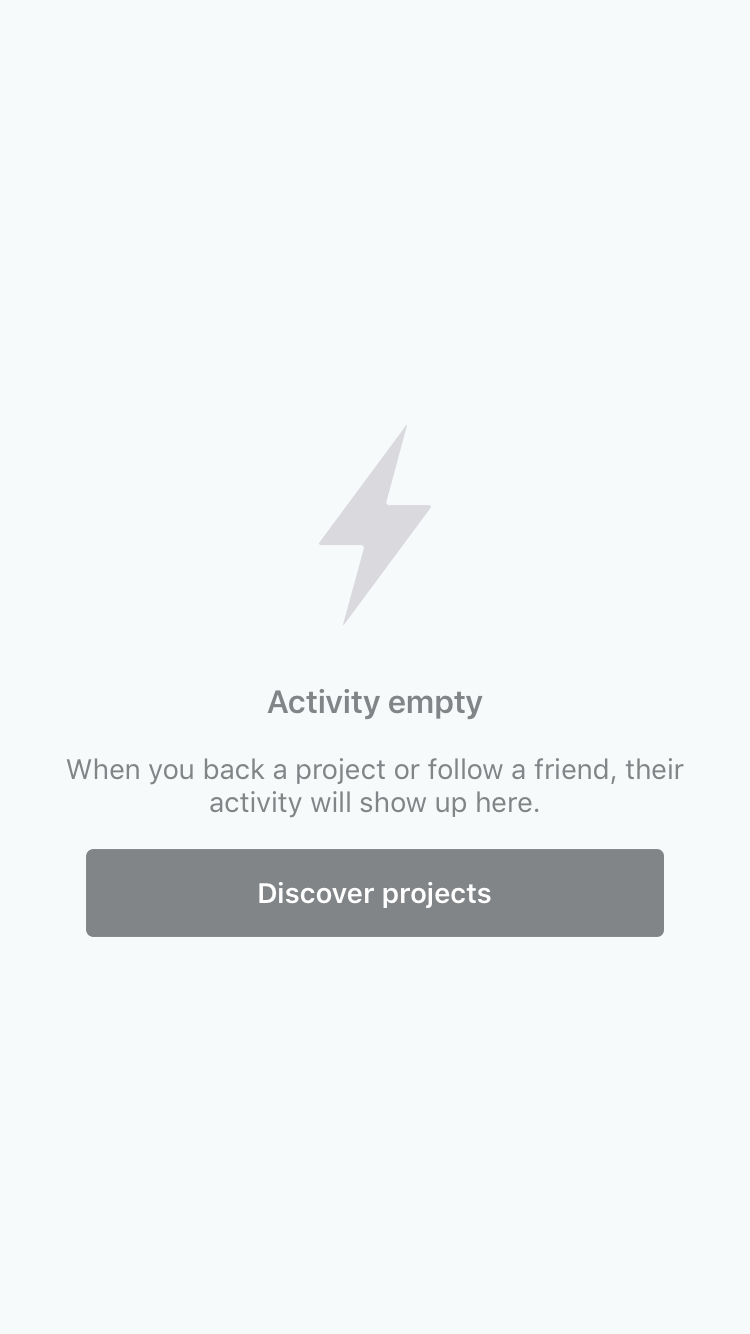 Activity empty
When you back a project or follow a friend, their
activity will show up here.
Discover projects